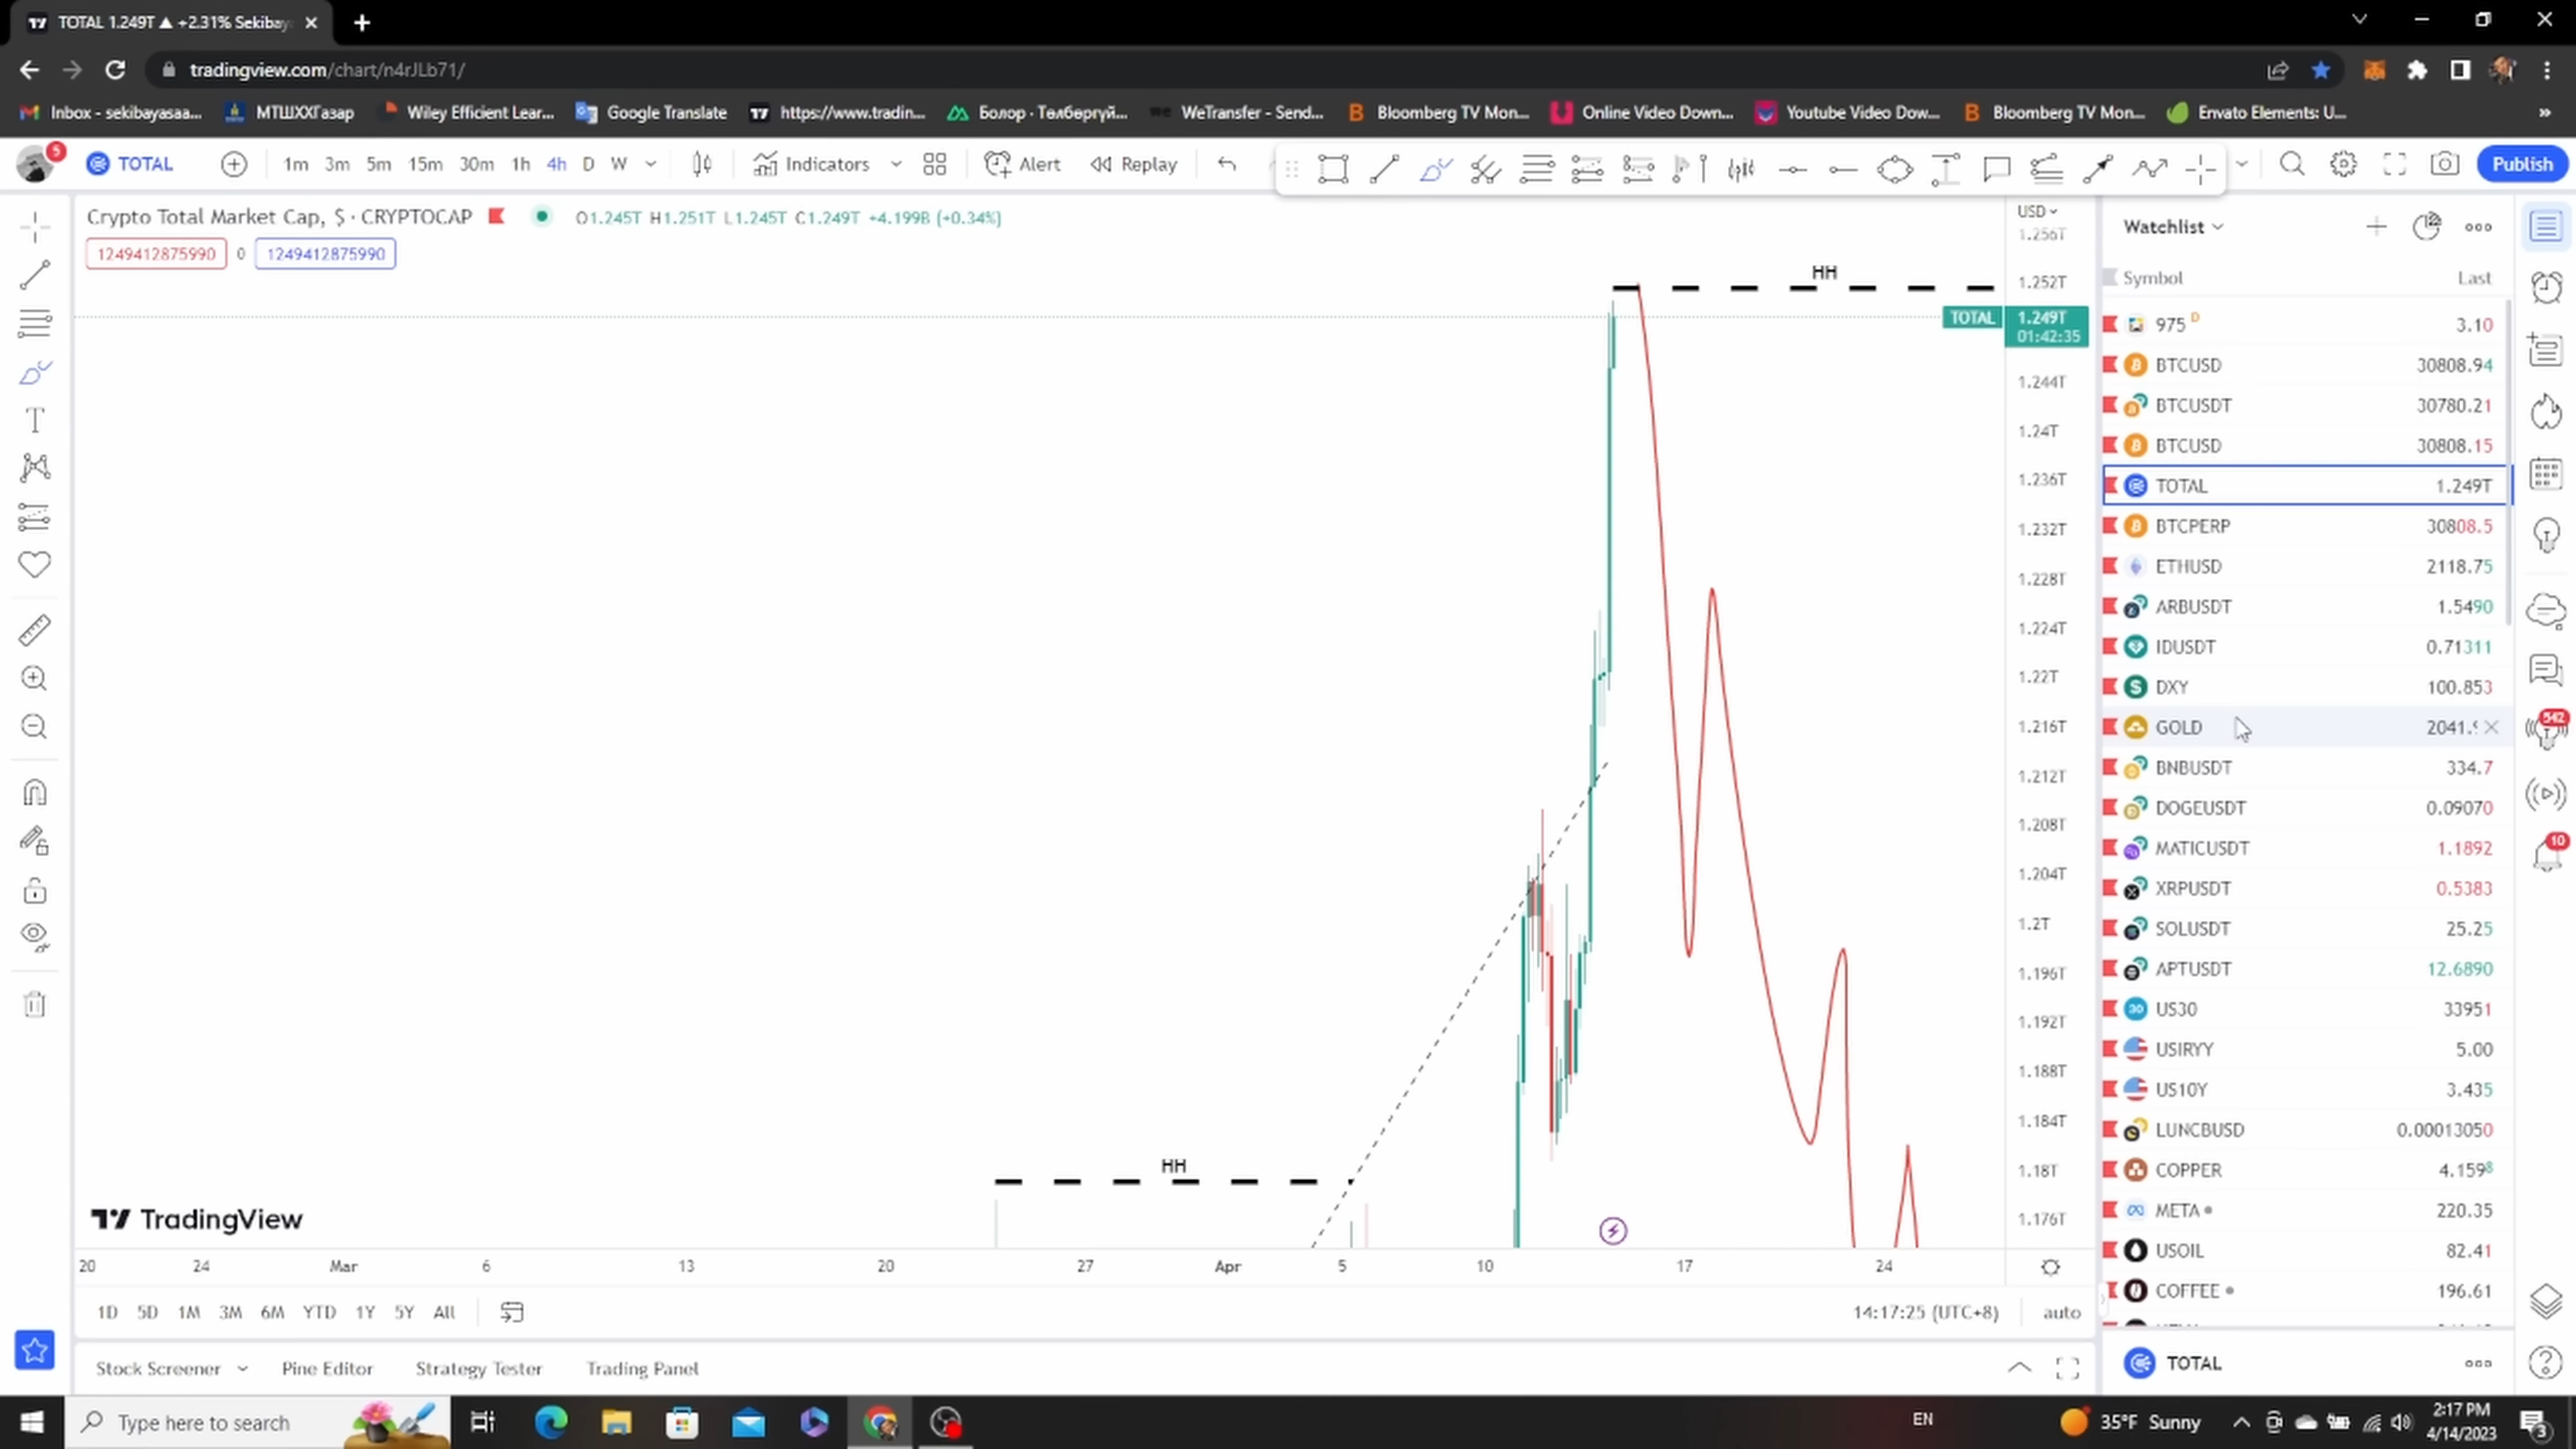 TOTAL 1.249T ▲ +2.31% Sekibay
tradingview.com/chart/n4rJLb71/
Inbox - sekibayasaa... МТШХХГазар Wiley Efficient Lear... Google Translate https://www.tradin... Болор · Төлбөргүй... WeTransfer - Send... Bloomberg TV Mon... Online Video Down... Youtube Video Dow... Bloomberg TV Mon... Envato Elements: U... »
5 TOTAL 1m 3m 5m 15m 30m 1h 4h D W Indicators Alert Replay Publish
Crypto Total Market Cap, $ · CRYPTOCAP O1.245T H1.251T L1.245T C1.249T +4.199B (+0.34%)
1249412875990 0 1249412875990
USD
1.256T
1.252T
1.249T
01:42:35
1.244T
1.24T
1.236T
1.232T
1.228T
1.224T
1.22T
1.216T
1.212T
1.208T
1.204T
1.2T
1.196T
1.192T
1.188T
1.184T
1.18T
1.176T
HH
TOTAL
HH
TradingView
20 24 Mar 6 13 20 27 Apr 5 10 17 24
1D 5D 1M 3M 6M YTD 1Y 5Y All 14:17:25 (UTC+8) auto
Stock Screener Pine Editor Strategy Tester Trading Panel
Watchlist
Symbol Last
975 D 3.10
BTCUSD 30808.94
BTCUSDT 30780.21
BTCUSD 30808.15
TOTAL 1.249T
BTCPERP 30808.5
ETHUSD 2118.75
ARBUSDT 1.5490
IDUSDT 0.71311
DXY 100.853
GOLD 2041.
BNBUSDT 334.7
DOGEUSDT 0.09070
MATICUSDT 1.1892
XRPUSDT 0.5383
SOLUSDT 25.25
APTUSDT 12.6890
US30 33951
USIRYY 5.00
US10Y 3.435
LUNCBUSD 0.00013050
COPPER 4.1598
META 220.35
USOIL 82.41
COFFEE 196.61
TOTAL
542
10
Type here to search
EN
35°F Sunny
2:17 PM
4/14/2023
3